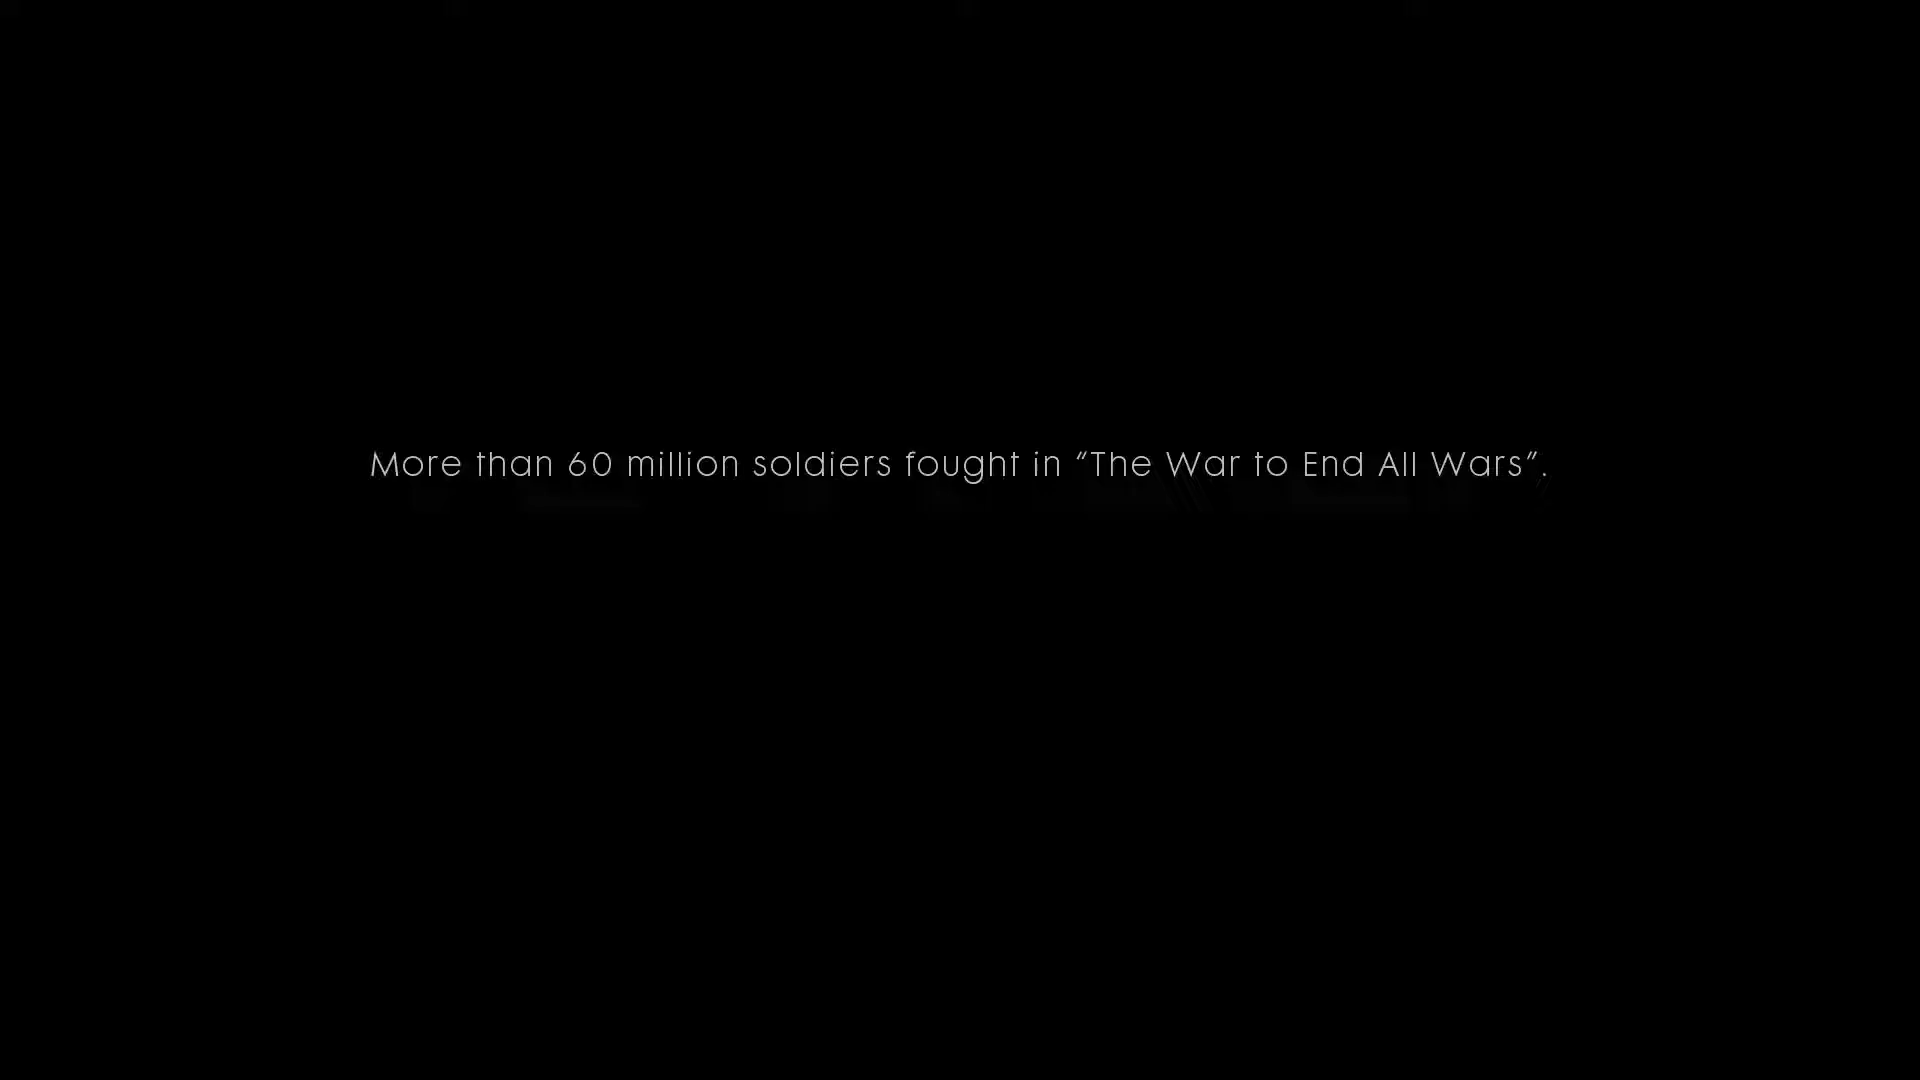 More than 60 million soldiers fought in “The War to End All Wars”.